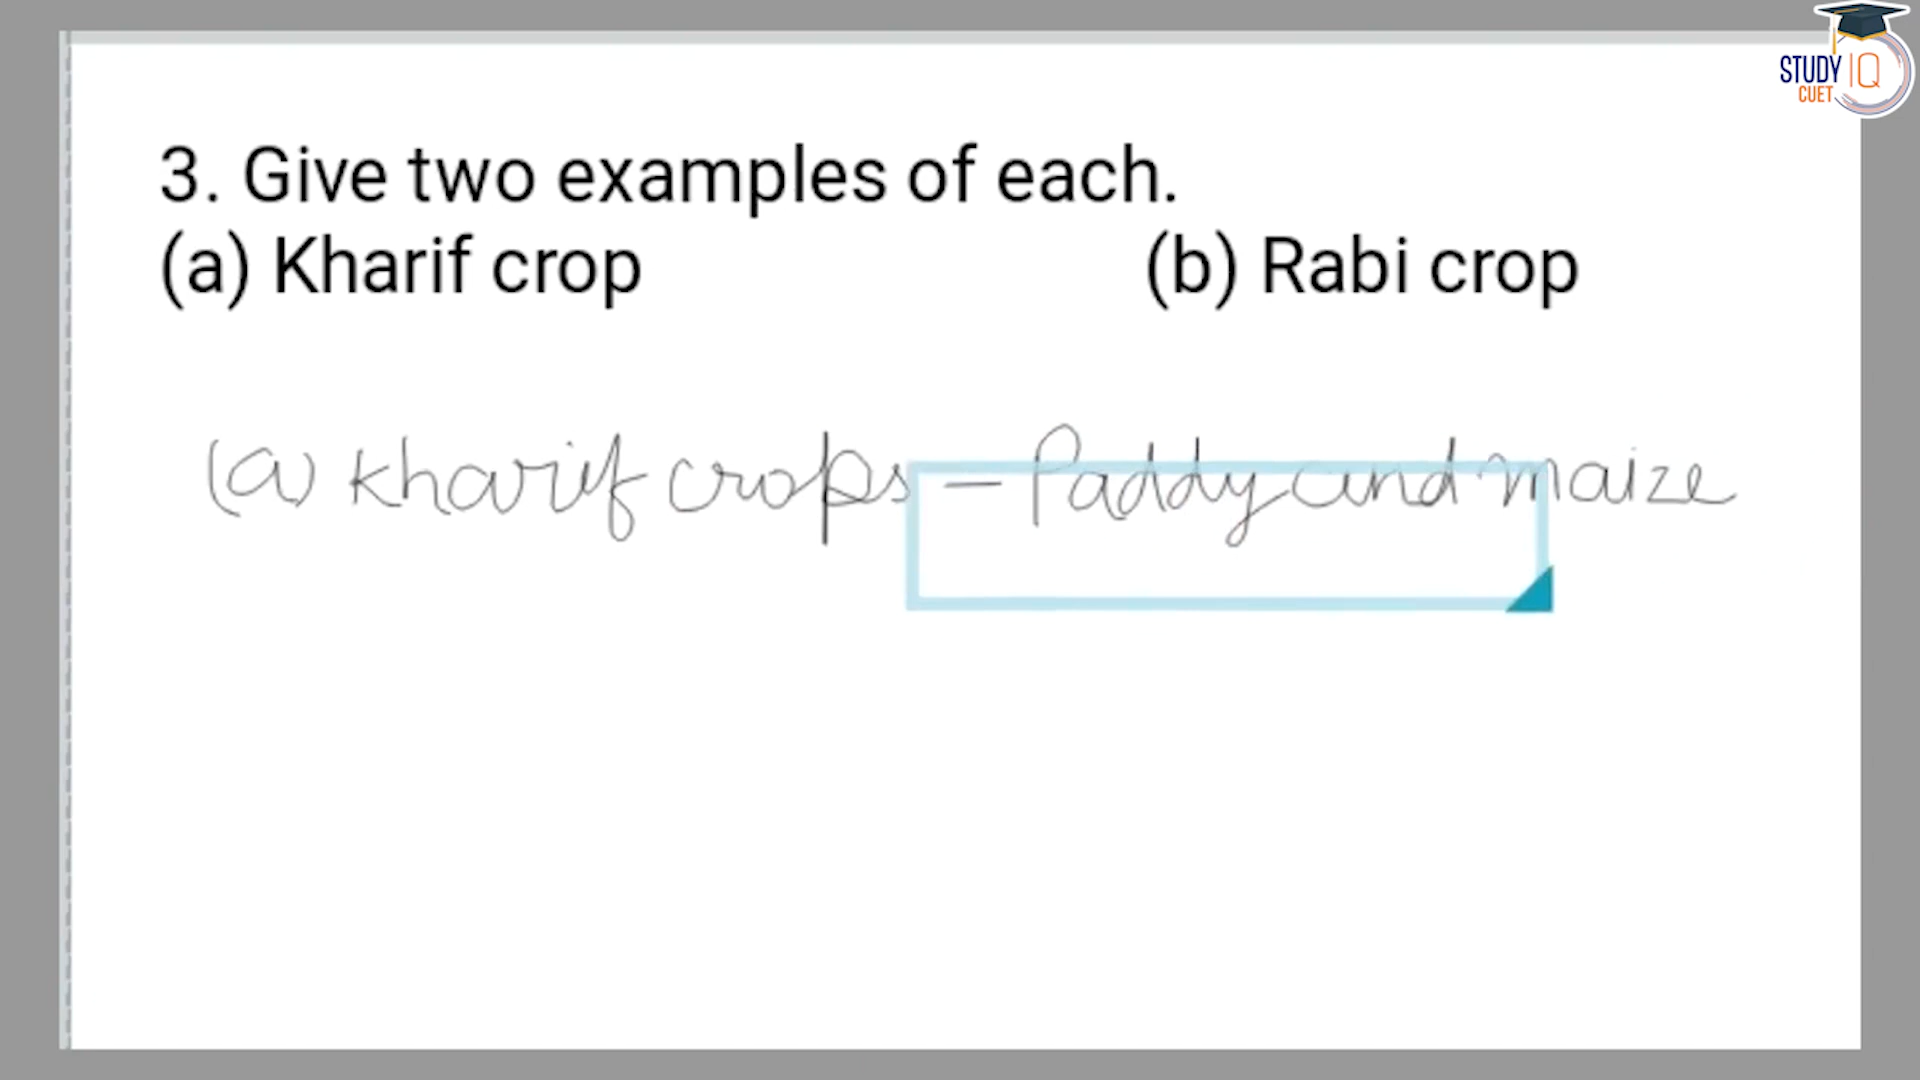 STUDY IQ
CUET
3. Give two examples of each.
(a) Kharif crop (b) Rabi crop
(a) Kharif crops – Paddy and maize